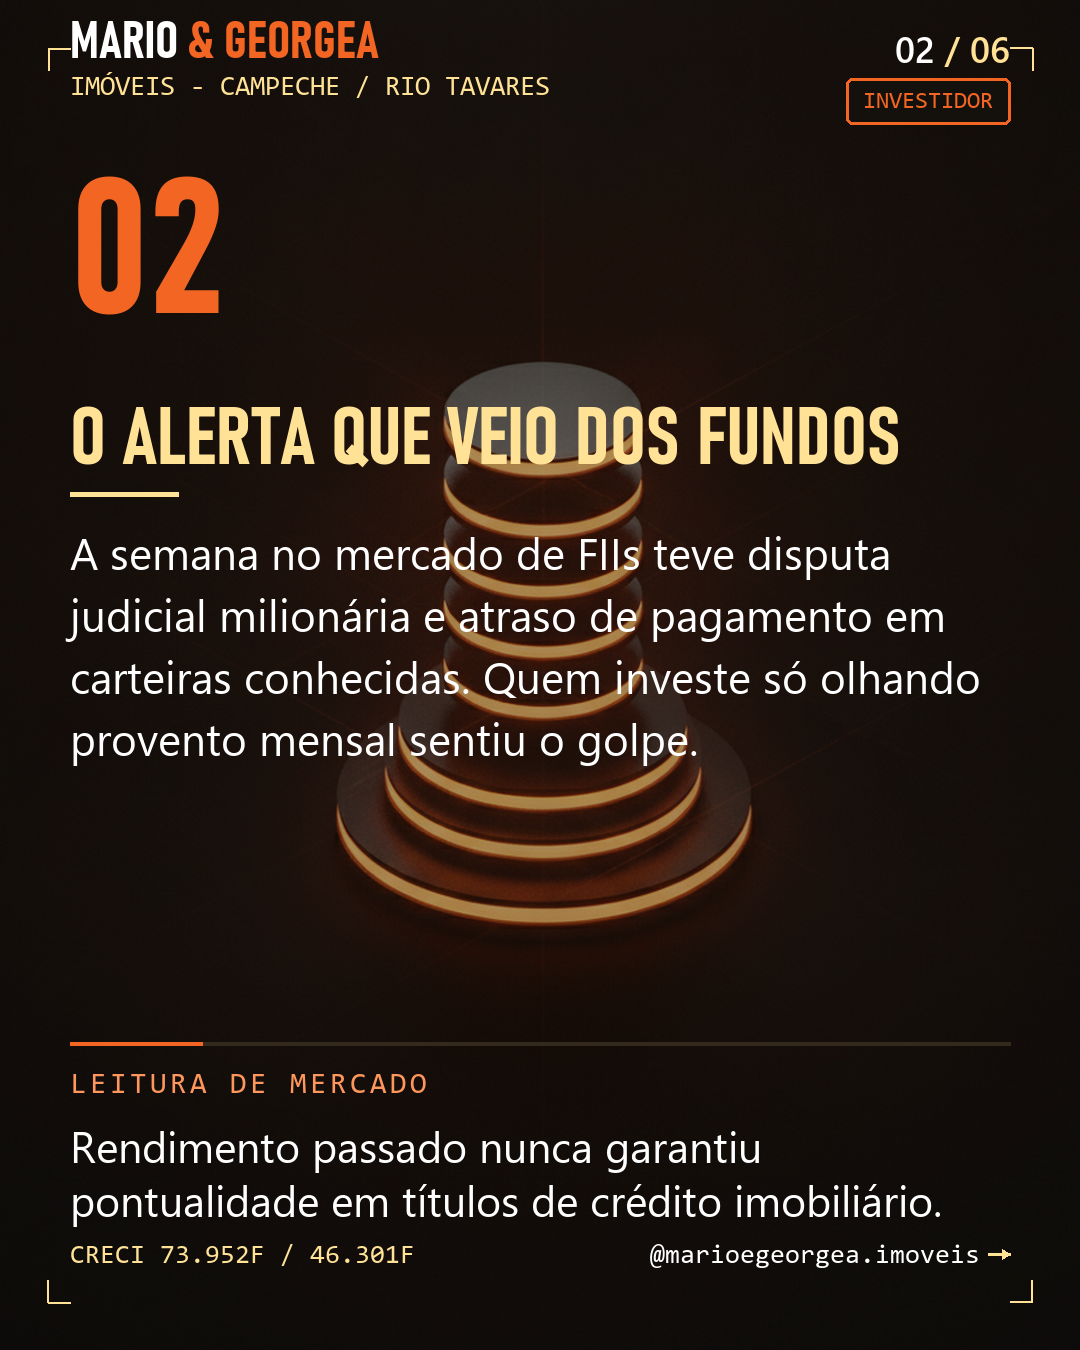 MARIO & GEORGEA
IMÓVEIS - CAMPECHE / RIO TAVARES
02 / 06
INVESTIDOR
02
O ALERTA QUE VEIO DOS FUNDOS
A semana no mercado de FIIs teve disputa
judicial milionária e atraso de pagamento em
carteiras conhecidas. Quem investe só olhando
provento mensal sentiu o golpe.
LEITURA DE MERCADO
Rendimento passado nunca garantiu
pontualidade em títulos de crédito imobiliário.
CRECI 73.952F / 46.301F
@marioegeorgea.imoveis